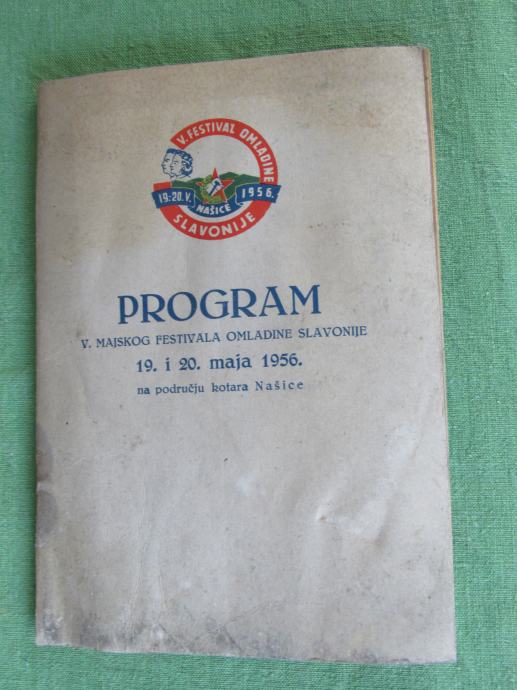 V. FESTIVAL OMLADINE
19.-20.V. 1956.
NAŠICE
SLAVONIJE
PROGRAM
V. MAJSKOG FESTIVALA OMLADINE SLAVONIJE
19. i 20. maja 1956.
na području kotara Našice